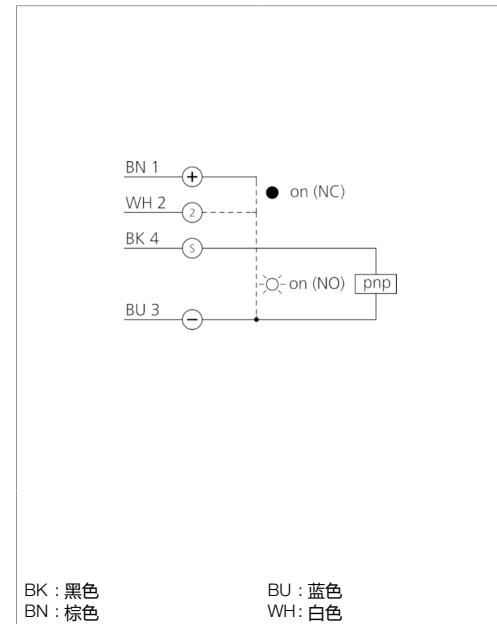 BN 1
+
● on (NC)
WH 2
2
BK 4
S
on (NO)
pnp
BU 3
−
BK : 黑色
BU : 蓝色
BN : 棕色
WH : 白色